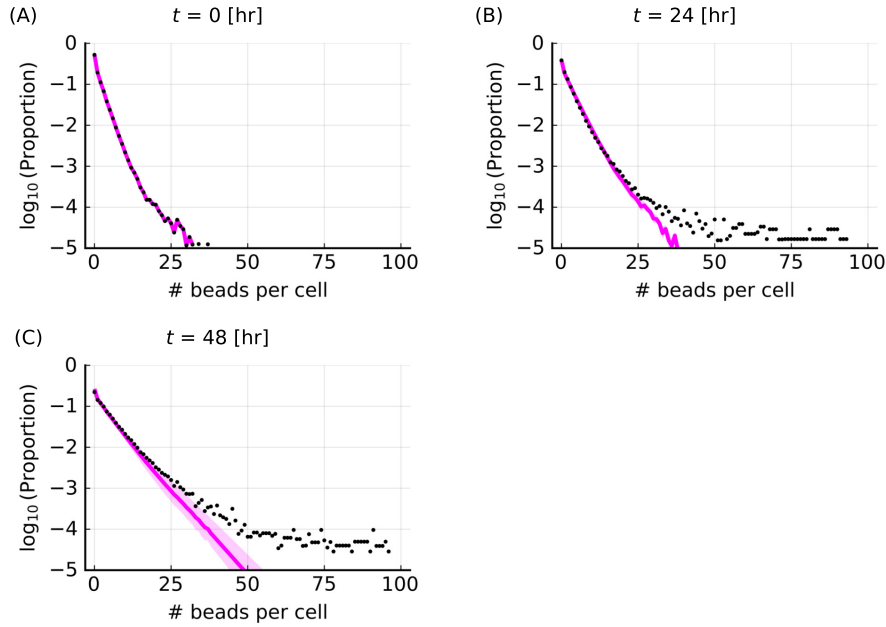 (A)
t = 0 [hr]
0
−1
−2
−3
−4
−5
log10 (Proportion)
0 25 50 75 100
# beads per cell
(B)
t = 24 [hr]
0
−1
−2
−3
−4
−5
log10 (Proportion)
0 25 50 75 100
# beads per cell
(C)
t = 48 [hr]
0
−1
−2
−3
−4
−5
log10 (Proportion)
0 25 50 75 100
# beads per cell